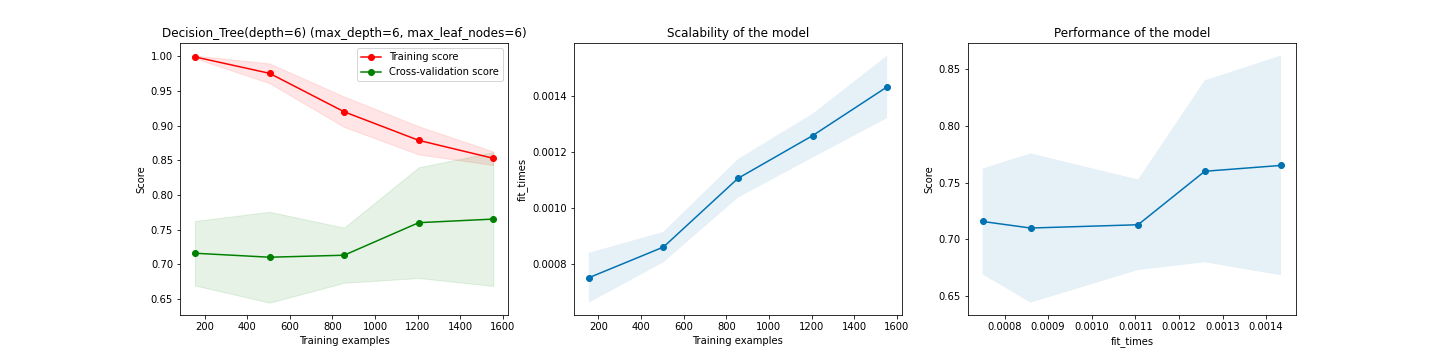 Decision_Tree(depth=6) (max_depth=6, max_leaf_nodes=6)
Training score
Cross-validation score
1.00
0.95
0.90
0.85
0.80
0.75
0.70
0.65
Score
200 400 600 800 1000 1200 1400 1600
Training examples
Scalability of the model
0.0014
0.0012
0.0010
0.0008
fit_times
200 400 600 800 1000 1200 1400 1600
Training examples
Performance of the model
0.85
0.80
0.75
0.70
0.65
Score
0.0008 0.0009 0.0010 0.0011 0.0012 0.0013 0.0014
fit_times